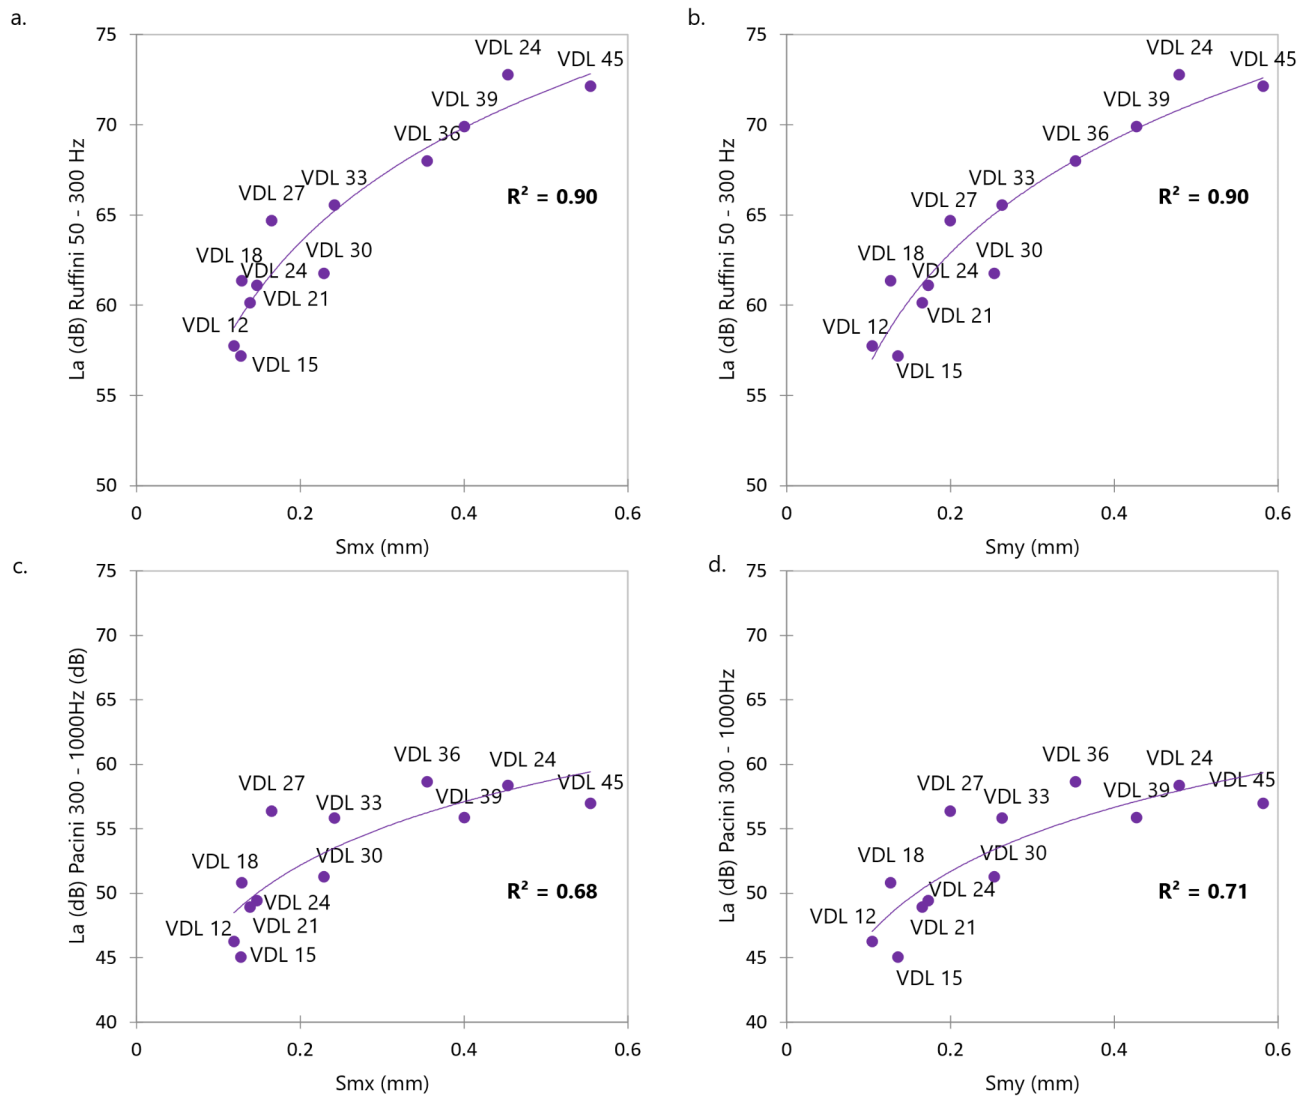 a.
75
70
65
60
55
50
0
0.2
0.4
0.6
La (dB) Ruffini 50 - 300 Hz
Smx (mm)
VDL 24
VDL 45
VDL 39
VDL 36
VDL 33
VDL 27
VDL 30
VDL 18
VDL 24
VDL 21
VDL 12
VDL 15
R² = 0.90
b.
75
70
65
60
55
50
0
0.2
0.4
0.6
La (dB) Ruffini 50 - 300 Hz
Smy (mm)
VDL 24
VDL 45
VDL 39
VDL 36
VDL 33
VDL 27
VDL 30
VDL 18
VDL 24
VDL 21
VDL 12
VDL 15
R² = 0.90
c.
75
70
65
60
55
50
45
40
0
0.2
0.4
0.6
La (dB) Pacini 300 - 1000Hz (dB)
Smx (mm)
VDL 36
VDL 24
VDL 45
VDL 27
VDL 39
VDL 33
VDL 30
VDL 18
VDL 24
VDL 21
VDL 12
VDL 15
R² = 0.68
d.
75
70
65
60
55
50
45
40
0
0.2
0.4
0.6
La (dB) Pacini 300 - 1000Hz
Smy (mm)
VDL 36
VDL 24
VDL 45
VDL 27
VDL 39
VDL 33
VDL 30
VDL 18
VDL 24
VDL 12
VDL 21
VDL 15
R² = 0.71